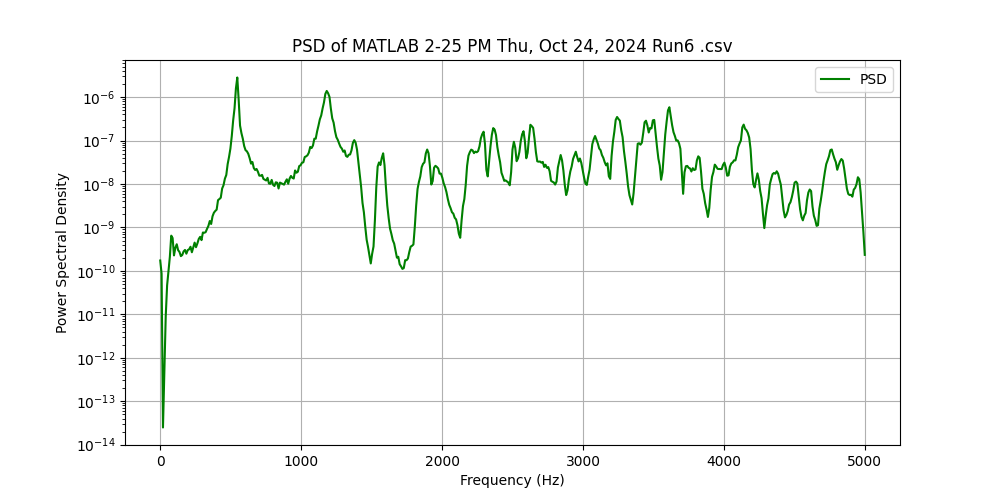 PSD of MATLAB 2-25 PM Thu, Oct 24, 2024 Run6 .csv
PSD
Power Spectral Density
10⁻⁶
10⁻⁷
10⁻⁸
10⁻⁹
10⁻¹⁰
10⁻¹¹
10⁻¹²
10⁻¹³
10⁻¹⁴
0 1000 2000 3000 4000 5000
Frequency (Hz)